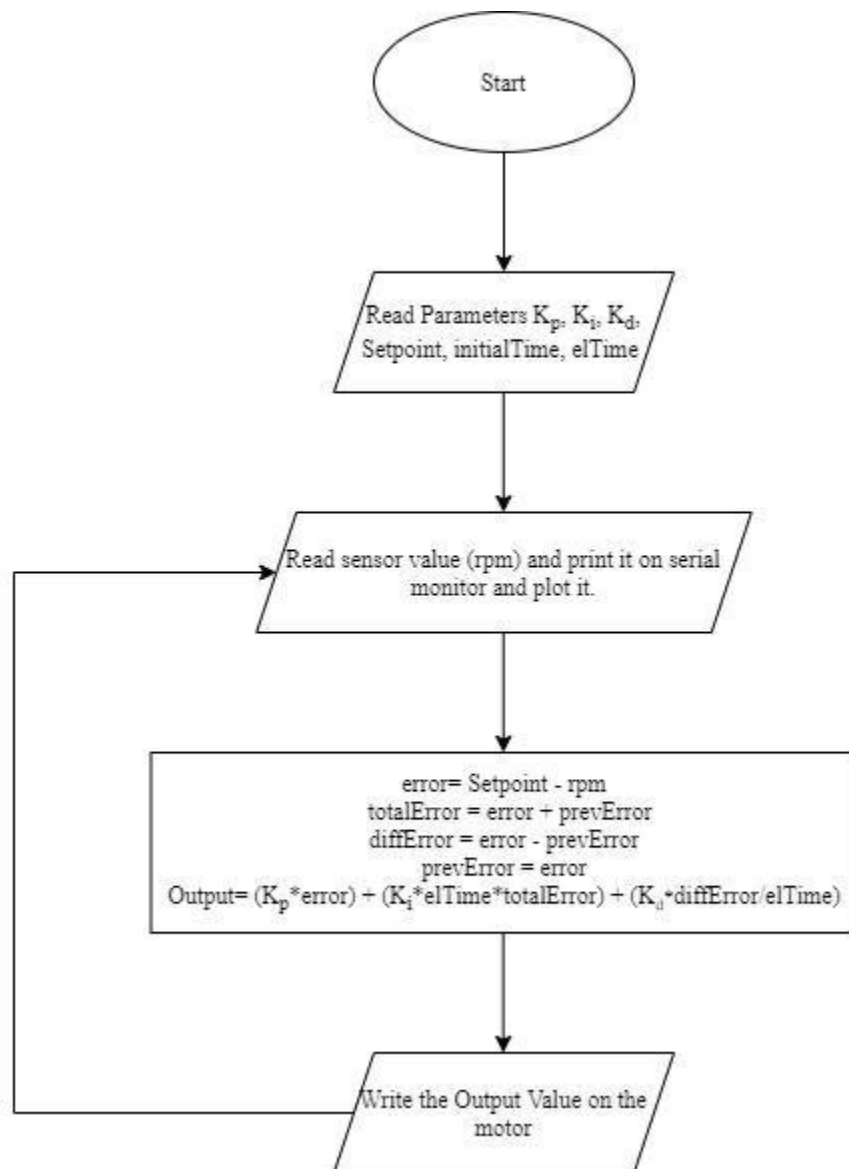 Start
Read Parameters Kp, Ki, Kd,
Setpoint, initialTime, elTime
Read sensor value (rpm) and print it on serial
monitor and plot it.
error= Setpoint - rpm
totalError = error + prevError
diffError = error - prevError
prevError = error
Output= (Kp*error) + (Ki*elTime*totalError) + (Kd*diffError/elTime)
Write the Output Value on the
motor